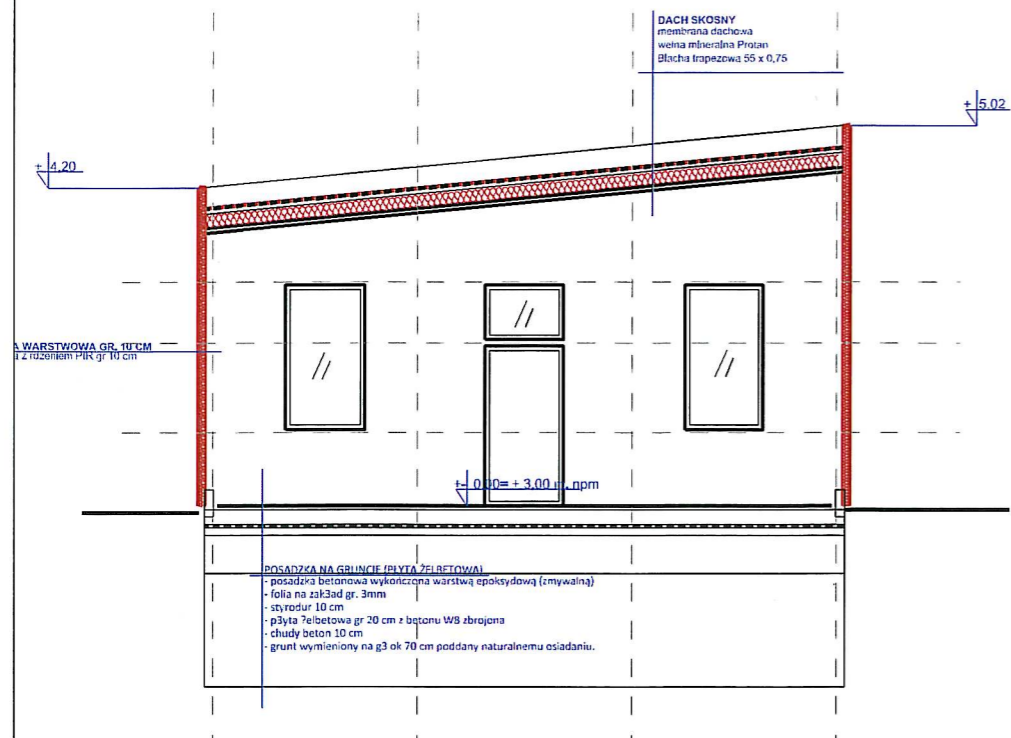 DACH SKOSNY
membrana dachowa
wełna mineralna Protan
Blacha trapezowa 55 x 0,75
+ 5.02
+ 4,20
A WARSTWOWA GR. 10 CM
a z rdzeniem PIR gr 10 cm
+- 0,00= + 3,00 m. npm
POSADZKA NA GRUNCIE (PŁYTA ŻELBETOWA)
- posadzka betonowa wykończona warstwą epoksydową (zmywalną)
- folia na zak3ad gr. 3mm
- styrodur 10 cm
- p3yta ?elbetowa gr 20 cm z betonu W8 zbrojona
- chudy beton 10 cm
- grunt wymieniony na g3 ok 70 cm poddany naturalnemu osiadaniu.